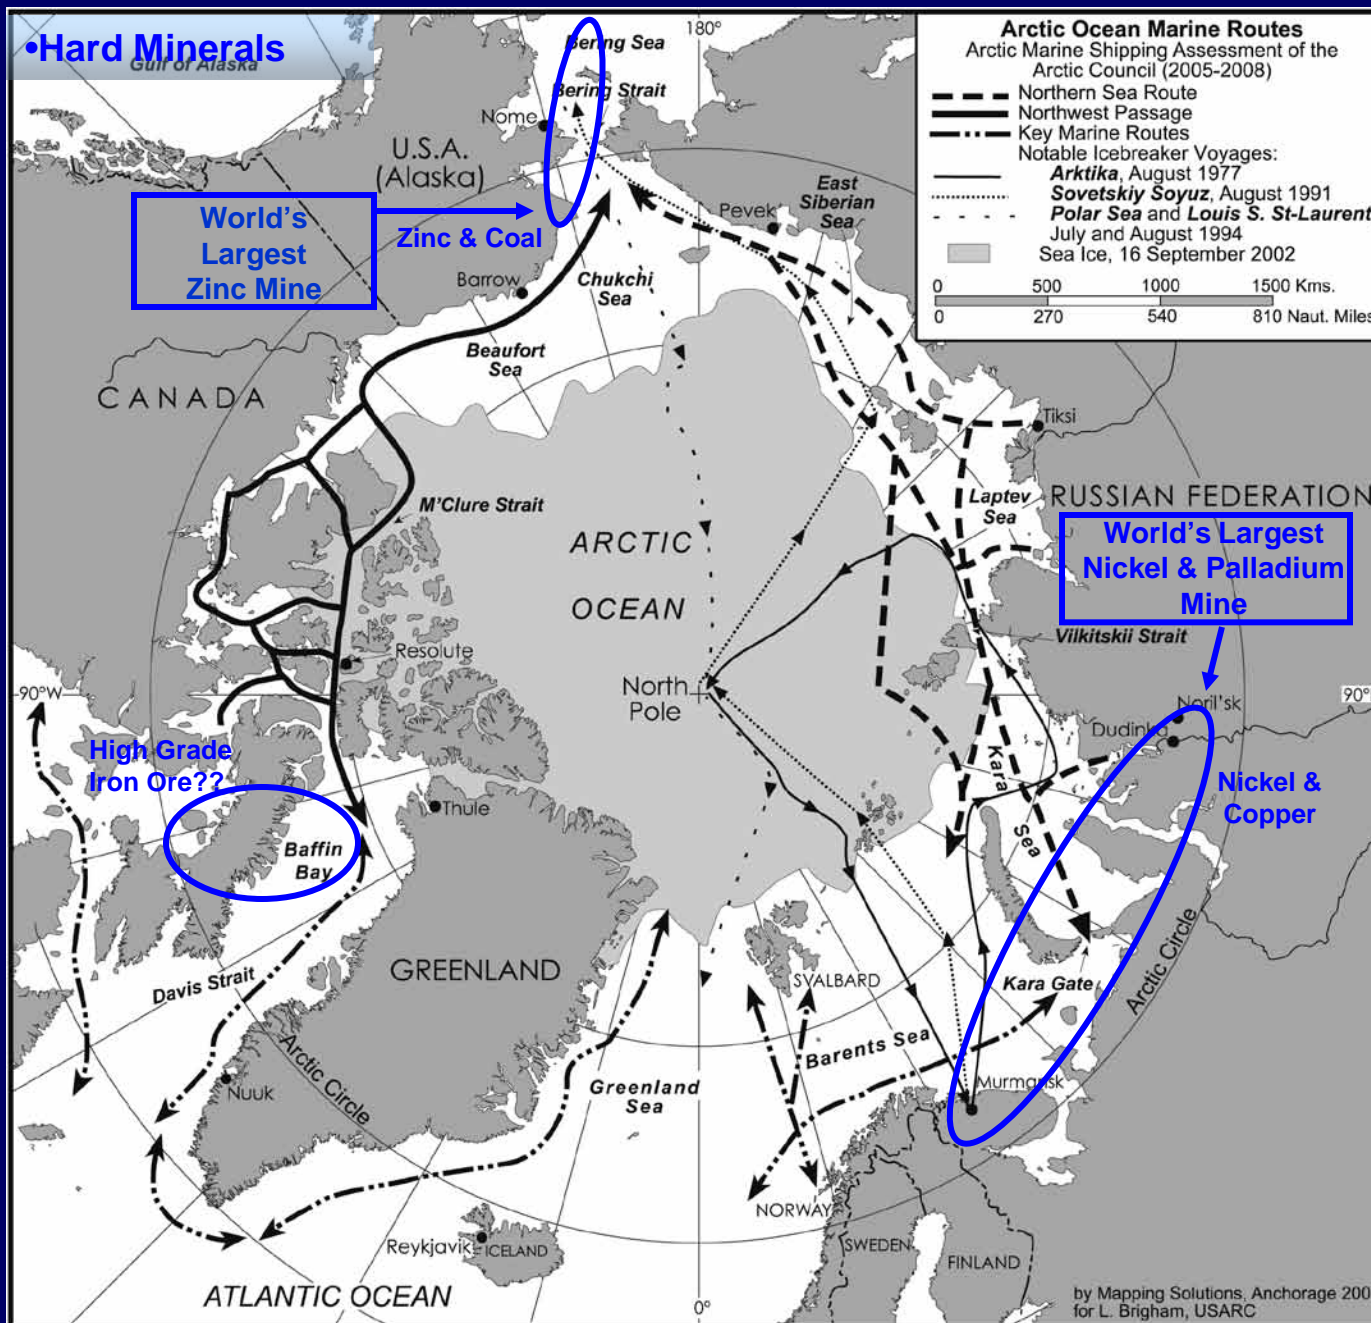 •Hard Minerals
Gulf of Alaska
Bering Sea
180°
Bering Strait
Nome
U.S.A.
(Alaska)
World's
Largest
Zinc Mine
Zinc & Coal
Barrow
Chukchi
Sea
Beaufort
Sea
East
Siberian
Sea
Pevek
Arctic Ocean Marine Routes
Arctic Marine Shipping Assessment of the
Arctic Council (2005-2008)
Northern Sea Route
Northwest Passage
Key Marine Routes
Notable Icebreaker Voyages:
Arktika, August 1977
Sovetskiy Soyuz, August 1991
Polar Sea and Louis S. St-Laurent
July and August 1994
Sea Ice, 16 September 2002
0 500 1000 1500 Kms.
0 270 540 810 Naut. Miles
CANADA
Tiksi
M'Clure Strait
Laptev
Sea
RUSSIAN FEDERATION
World's Largest
Nickel & Palladium
Mine
ARCTIC
OCEAN
Vilkitskii Strait
Resolute
North
Pole
90°W
90°
Noril'sk
Dudinka
High Grade
Iron Ore??
Kara
Sea
Nickel &
Copper
Thule
Baffin
Bay
Davis Strait
GREENLAND
SVALBARD
Kara Gate
Arctic Circle
Barents Sea
Murmansk
Nuuk
Arctic Circle
Greenland
Sea
NORWAY
Reykjavik
ICELAND
SWEDEN
FINLAND
ATLANTIC OCEAN
0°
by Mapping Solutions, Anchorage 200
for L. Brigham, USARC